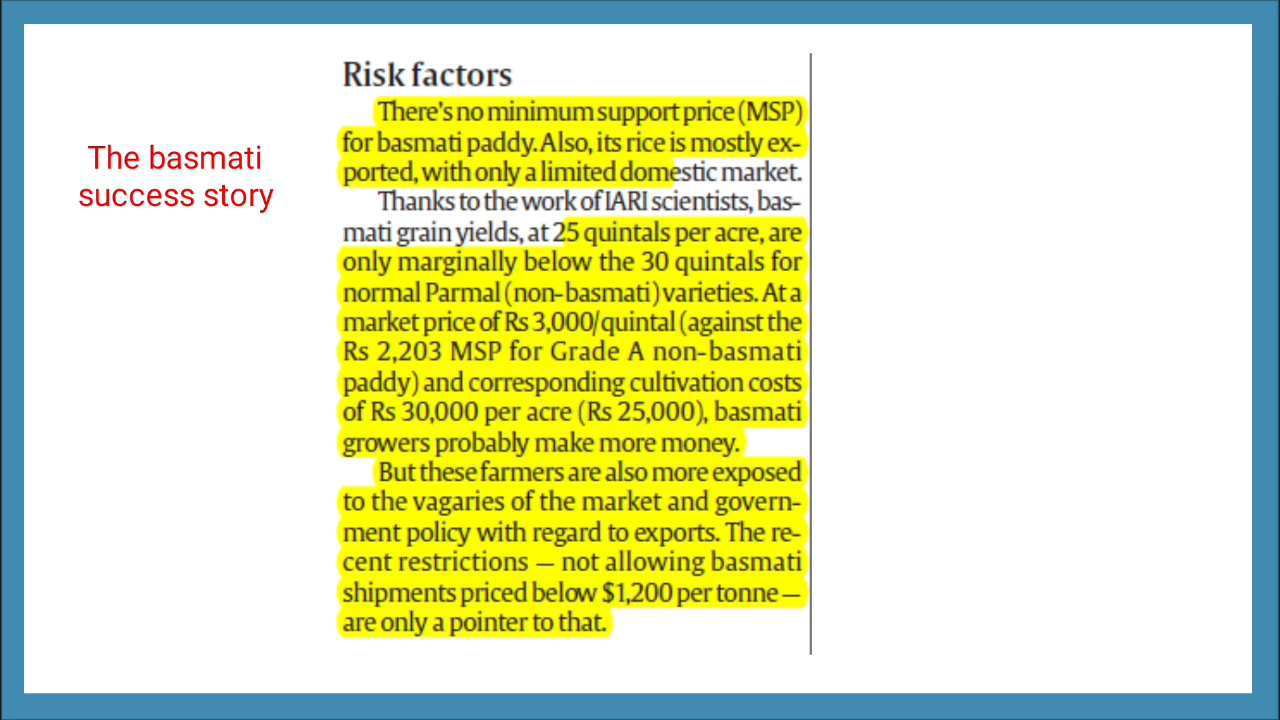 The basmati
success story
Risk factors
There's no minimum support price (MSP)
for basmati paddy. Also, its rice is mostly ex-
ported, with only a limited domestic market.
Thanks to the work of IARI scientists, bas-
mati grain yields, at 25 quintals per acre, are
only marginally below the 30 quintals for
normal Parmal (non-basmati) varieties. At a
market price of Rs 3,000/quintal (against the
Rs 2,203 MSP for Grade A non-basmati
paddy) and corresponding cultivation costs
of Rs 30,000 per acre (Rs 25,000), basmati
growers probably make more money.
But these farmers are also more exposed
to the vagaries of the market and govern-
ment policy with regard to exports. The re-
cent restrictions — not allowing basmati
shipments priced below $1,200 per tonne —
are only a pointer to that.